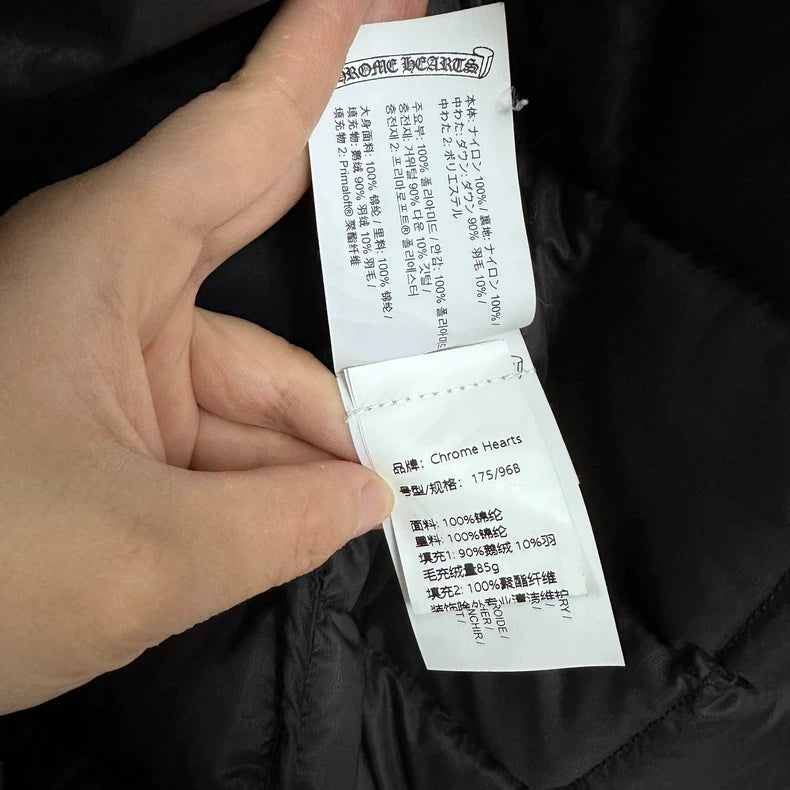 CHROME HEARTS
本体: ナイロン 100% / 裏地: ナイロン 100% /
中わた: ダウン: ダウン 90% 羽毛 10% /
中わた 2: ポリエステル
주요부: 100% 폴리아미드 / 안감: 100% 폴리아미드
충전재: 거위털 90% 다운 10% 깃털 /
충전재 2: 프리마로프트® 폴리에스터
大身面料: 100% 锦纶 / 里料: 100% 锦纶 /
填充物: 鹅绒 90% 羽绒 10% 羽毛 /
填充物 2: Primaloft® 聚酯纤维
品牌: Chrome Hearts
号型/规格: 175/96B
面料: 100%锦纶
里料: 100%锦纶
填充1: 90%鹅绒 10%羽
毛充绒量85g
填充2: 100%聚酯纤维